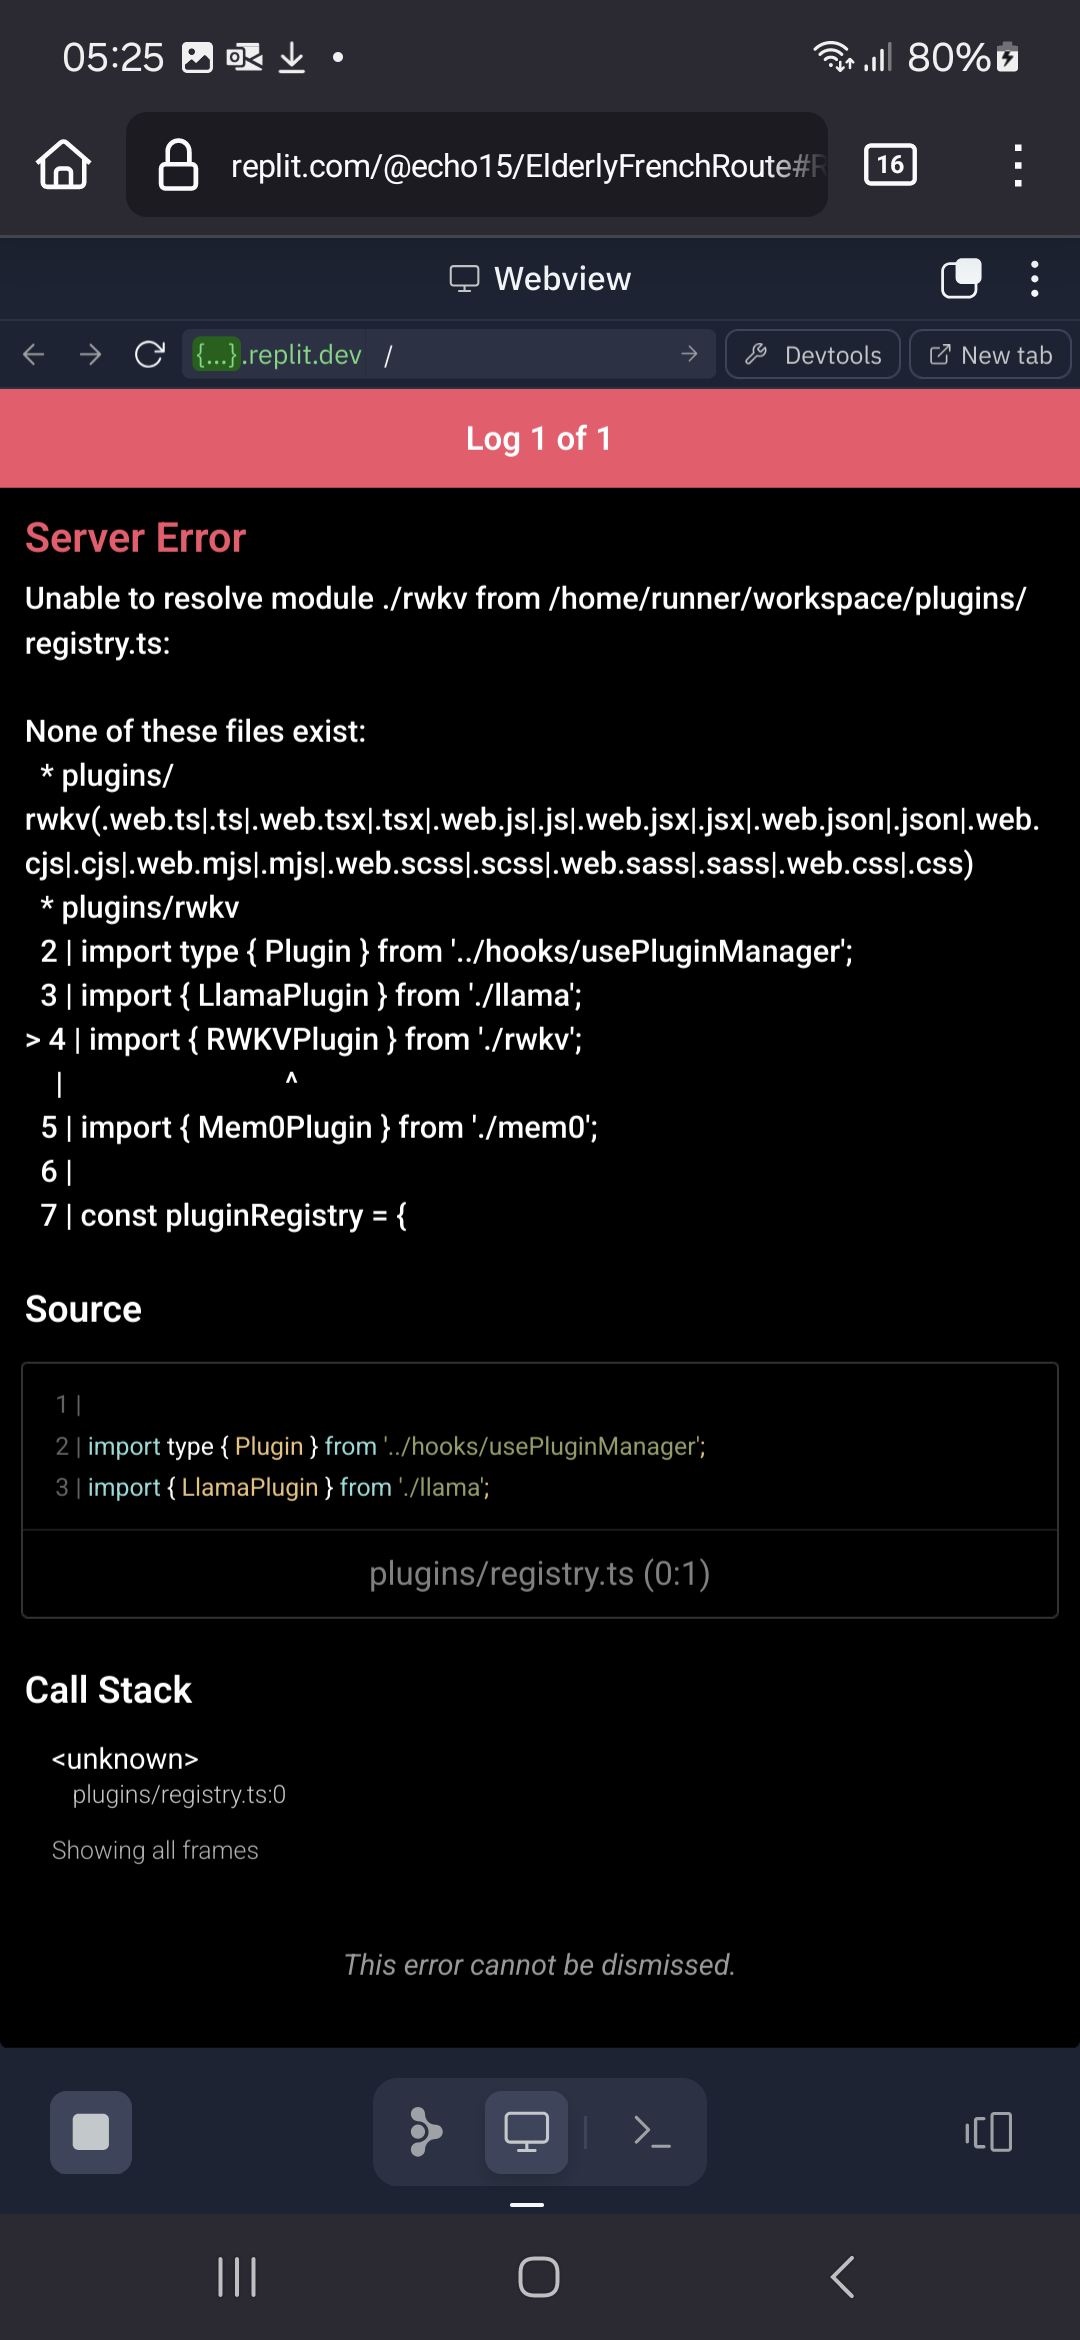 05:25
80%
replit.com/@echo15/ElderlyFrenchRoute#
16
Webview
{...}.replit.dev /
Devtools
New tab
Log 1 of 1
Server Error
Unable to resolve module ./rwkv from /home/runner/workspace/plugins/
registry.ts:
None of these files exist:
* plugins/
rwkv(.web.ts|.ts|.web.tsx|.tsx|.web.js|.js|.web.jsx|.jsx|.web.json|.json|.web.
cjs|.cjs|.web.mjs|.mjs|.web.scss|.scss|.web.sass|.sass|.web.css|.css)
* plugins/rwkv
2 | import type { Plugin } from '../hooks/usePluginManager';
3 | import { LlamaPlugin } from './llama';
> 4 | import { RWKVPlugin } from './rwkv';
| ^
5 | import { Mem0Plugin } from './mem0';
6 |
7 | const pluginRegistry = {
Source
1 |
2 | import type { Plugin } from '../hooks/usePluginManager';
3 | import { LlamaPlugin } from './llama';
plugins/registry.ts (0:1)
Call Stack
<unknown>
plugins/registry.ts:0
Showing all frames
This error cannot be dismissed.